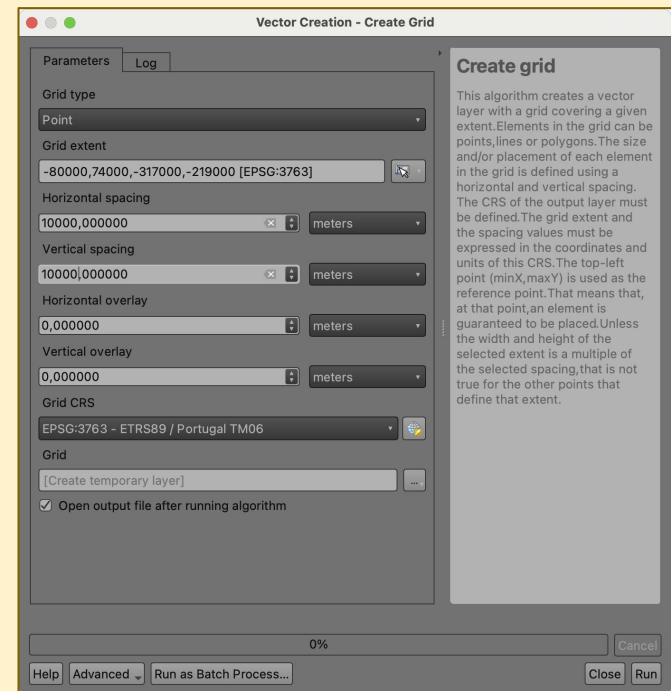 Vector Creation - Create Grid
Parameters
Log
Grid type
Point
Grid extent
-80000,74000,-317000,-219000 [EPSG:3763]
Horizontal spacing
10000,000000
meters
Vertical spacing
10000,000000
meters
Horizontal overlay
0,000000
meters
Vertical overlay
0,000000
meters
Grid CRS
EPSG:3763 - ETRS89 / Portugal TM06
Grid
[Create temporary layer]
...
Open output file after running algorithm
Create grid
This algorithm creates a vector
layer with a grid covering a given
extent.Elements in the grid can be
points,lines or polygons.The size
and/or placement of each element
in the grid is defined using a
horizontal and vertical spacing.
The CRS of the output layer must
be defined.The grid extent and
the spacing values must be
expressed in the coordinates and
units of this CRS.The top-left
point (minX,maxY) is used as the
reference point.That means that,
at that point,an element is
guaranteed to be placed.Unless
the width and height of the
selected extent is a multiple of
the selected spacing,that is not
true for the other points that
define that extent.
0%
Cancel
Help
Advanced
Run as Batch Process...
Close
Run